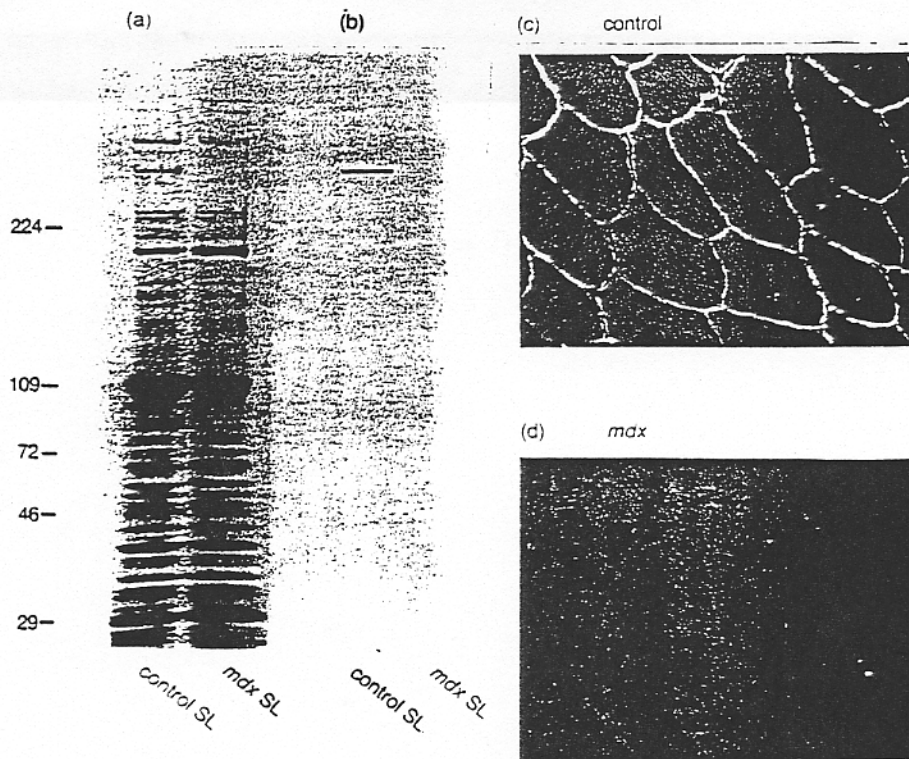 (a)
(b)
(c) control
224
109
72
46
29
(d) mdx
control SL
mdx SL
control SL
mdx SL